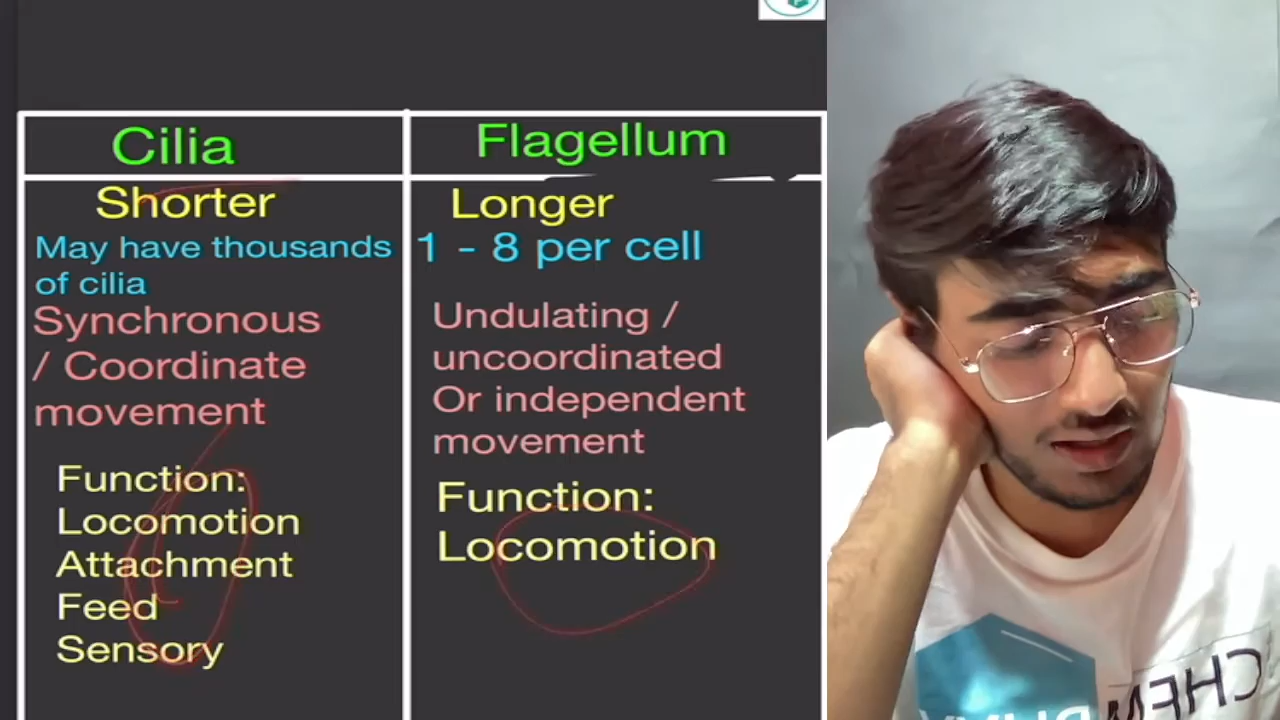 Cilia
Flagellum
Shorter
Longer
May have thousands
of cilia
1 - 8 per cell
Synchronous
/ Coordinate
movement
Undulating /
uncoordinated
Or independent
movement
Function:
Locomotion
Attachment
Feed
Sensory
Function:
Locomotion